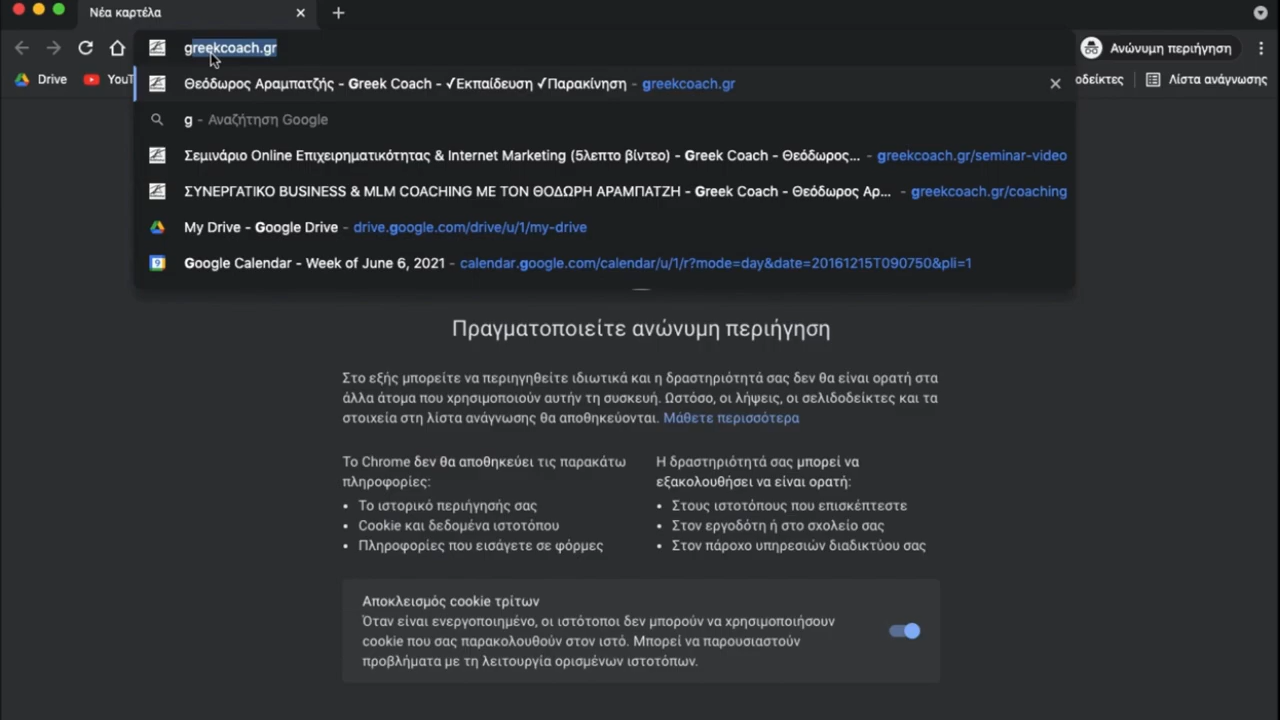 Νέα καρτέλα
greekcoach.gr
Ανώνυμη περιήγηση
Drive
YouT
οδείκτες
Λίστα ανάγνωσης
Θεόδωρος Αραμπατζής - Greek Coach - √Εκπαίδευση √Παρακίνηση - greekcoach.gr
g - Αναζήτηση Google
Σεμινάριο Online Επιχειρηματικότητας & Internet Marketing (5λεπτο βίντεο) - Greek Coach - Θεόδωρος... - greekcoach.gr/seminar-video
ΣΥΝΕΡΓΑΤΙΚΟ BUSINESS & MLM COACHING ΜΕ ΤΟΝ ΘΟΔΩΡΗ ΑΡΑΜΠΑΤΖΗ - Greek Coach - Θεόδωρος Αρ... - greekcoach.gr/coaching
My Drive - Google Drive - drive.google.com/drive/u/1/my-drive
Google Calendar - Week of June 6, 2021 - calendar.google.com/calendar/u/1/r?mode=day&date=20161215T090750&pli=1
Πραγματοποιείτε ανώνυμη περιήγηση
Στο εξής μπορείτε να περιηγηθείτε ιδιωτικά και η δραστηριότητά σας δεν θα είναι ορατή στα
άλλα άτομα που χρησιμοποιούν αυτήν τη συσκευή. Ωστόσο, οι λήψεις, οι σελιδοδείκτες και τα
στοιχεία στη λίστα ανάγνωσης θα αποθηκεύονται. Μάθετε περισσότερα
Το Chrome δεν θα αποθηκεύει τις παρακάτω
πληροφορίες:
• Το ιστορικό περιήγησής σας
• Cookie και δεδομένα ιστοτόπου
• Πληροφορίες που εισάγετε σε φόρμες
Η δραστηριότητά σας μπορεί να
εξακολουθήσει να είναι ορατή:
• Στους ιστοτόπους που επισκέπτεστε
• Στον εργοδότη ή στο σχολείο σας
• Στον πάροχο υπηρεσιών διαδικτύου σας
Αποκλεισμός cookie τρίτων
Όταν είναι ενεργοποιημένο, οι ιστότοποι δεν μπορούν να χρησιμοποιήσουν
cookie που σας παρακολουθούν στον ιστό. Μπορεί να παρουσιαστούν
προβλήματα με τη λειτουργία ορισμένων ιστοτόπων.